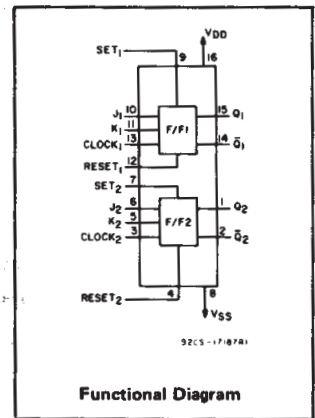 SET1
9
16
VDD
J1 10
K1 11
CLOCK1 13
F/F1
15 Q1
14 Q̅1
RESET1 12
SET2 7
J2 6
K2 5
CLOCK2 3
F/F2
1 Q2
2 Q̅2
RESET2
4
8
VSS
92CS-17187R1
Functional Diagram